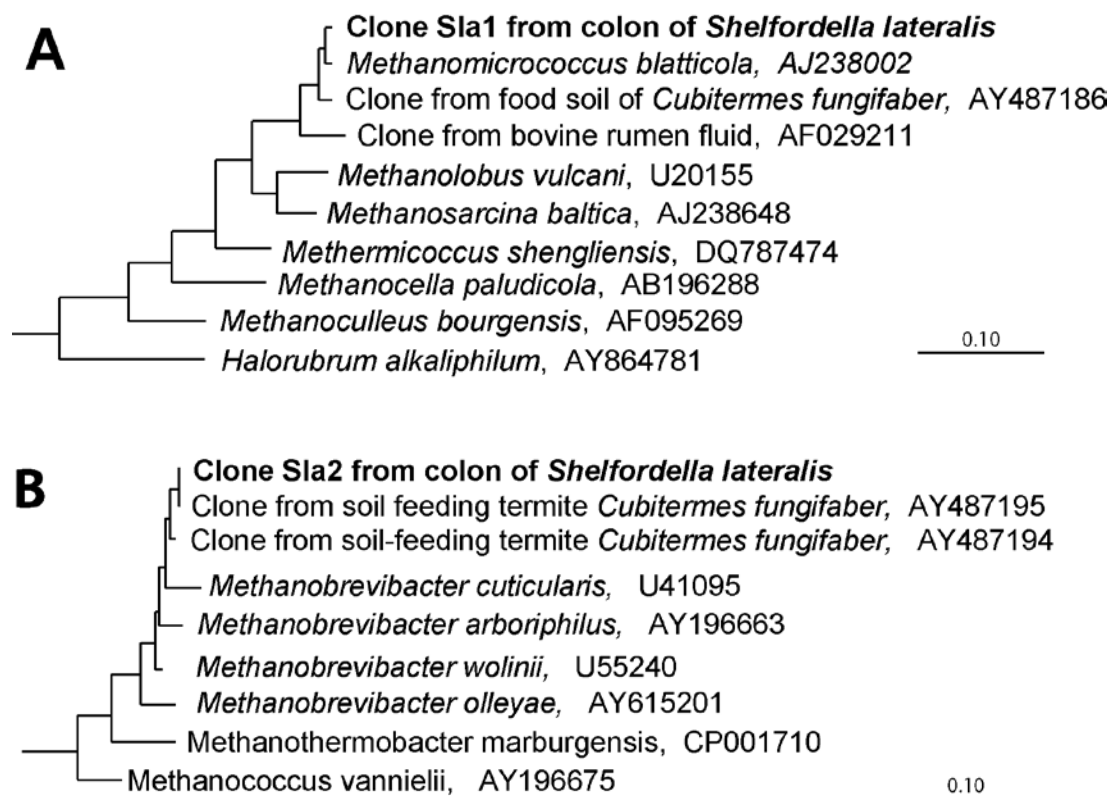 A
Clone Sla1 from colon of Shelfordella lateralis
Methanomicrococcus blatticola, AJ238002
Clone from food soil of Cubitermes fungifaber, AY487186
Clone from bovine rumen fluid, AF029211
Methanolobus vulcani, U20155
Methanosarcina baltica, AJ238648
Methermicoccus shengliensis, DQ787474
Methanocella paludicola, AB196288
Methanoculleus bourgensis, AF095269
0.10
Halorubrum alkaliphilum, AY864781
B
Clone Sla2 from colon of Shelfordella lateralis
Clone from soil feeding termite Cubitermes fungifaber, AY487195
Clone from soil-feeding termite Cubitermes fungifaber, AY487194
Methanobrevibacter cuticularis, U41095
Methanobrevibacter arboriphilus, AY196663
Methanobrevibacter wolinii, U55240
Methanobrevibacter olleyae, AY615201
Methanothermobacter marburgensis, CP001710
Methanococcus vannielii, AY196675
0.10